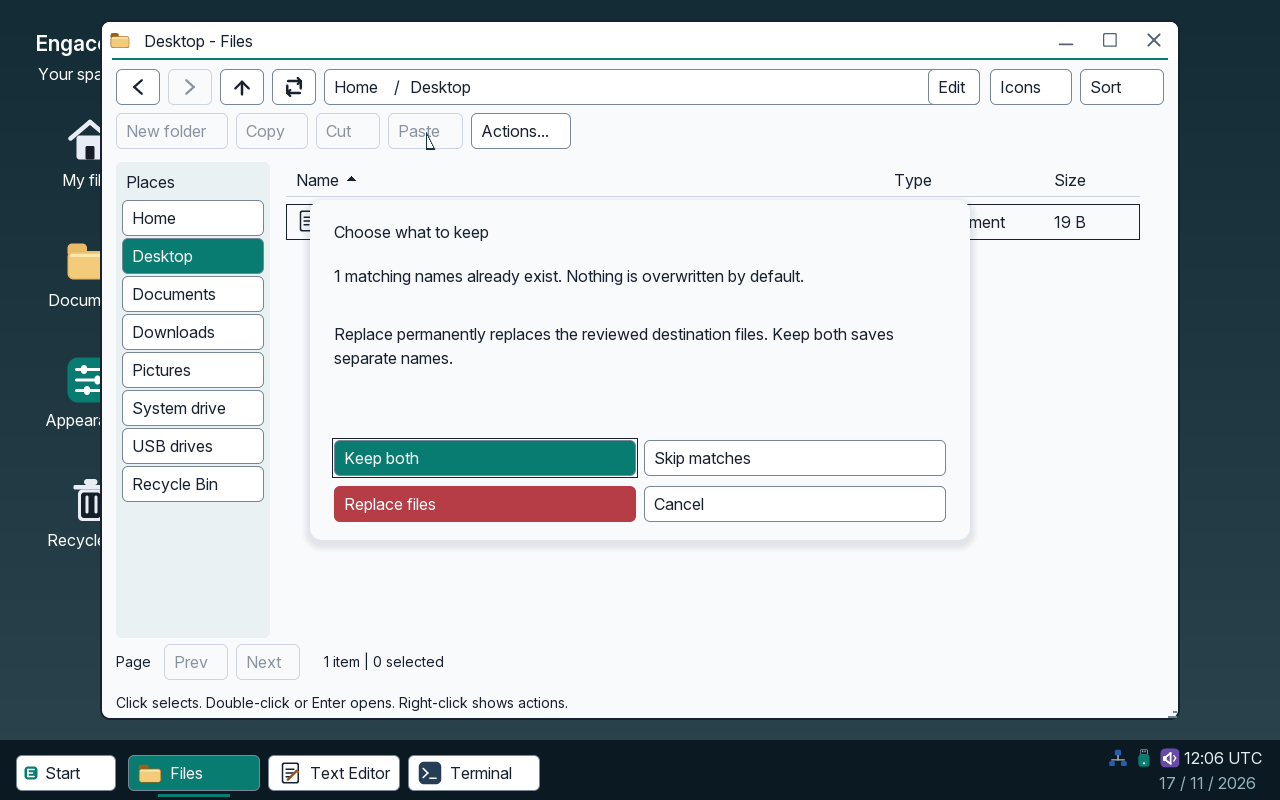 Desktop - Files
Home / Desktop
Edit
Icons
Sort
New folder
Copy
Cut
Paste
Actions...
Places
Home
Desktop
Documents
Downloads
Pictures
System drive
USB drives
Recycle Bin
Name
Type
Size
19 B
Choose what to keep
1 matching names already exist. Nothing is overwritten by default.
Replace permanently replaces the reviewed destination files. Keep both saves
separate names.
Keep both
Skip matches
Replace files
Cancel
Page
Prev
Next
1 item | 0 selected
Click selects. Double-click or Enter opens. Right-click shows actions.
Your
My
Start
Files
Text Editor
Terminal
12:06 UTC
17 / 11 / 2026